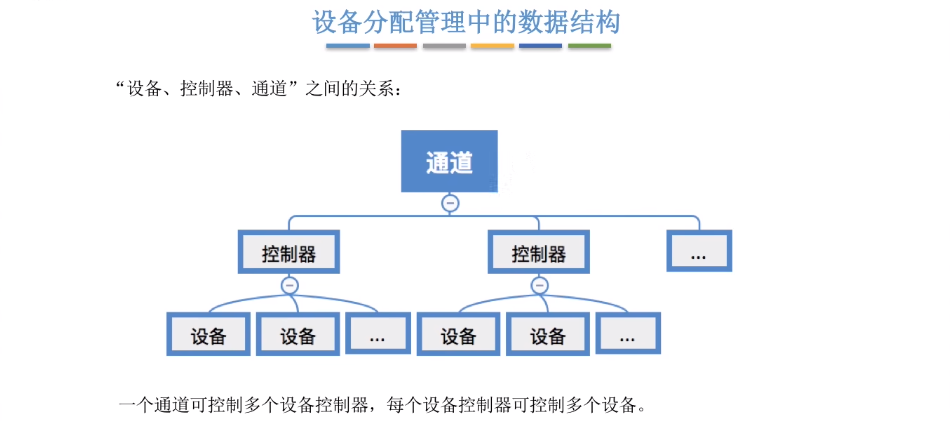 设备分配管理中的数据结构
“设备、控制器、通道”之间的关系：
通道
控制器 控制器 ...
设备 设备 ... 设备 设备 ...
一个通道可控制多个设备控制器，每个设备控制器可控制多个设备。